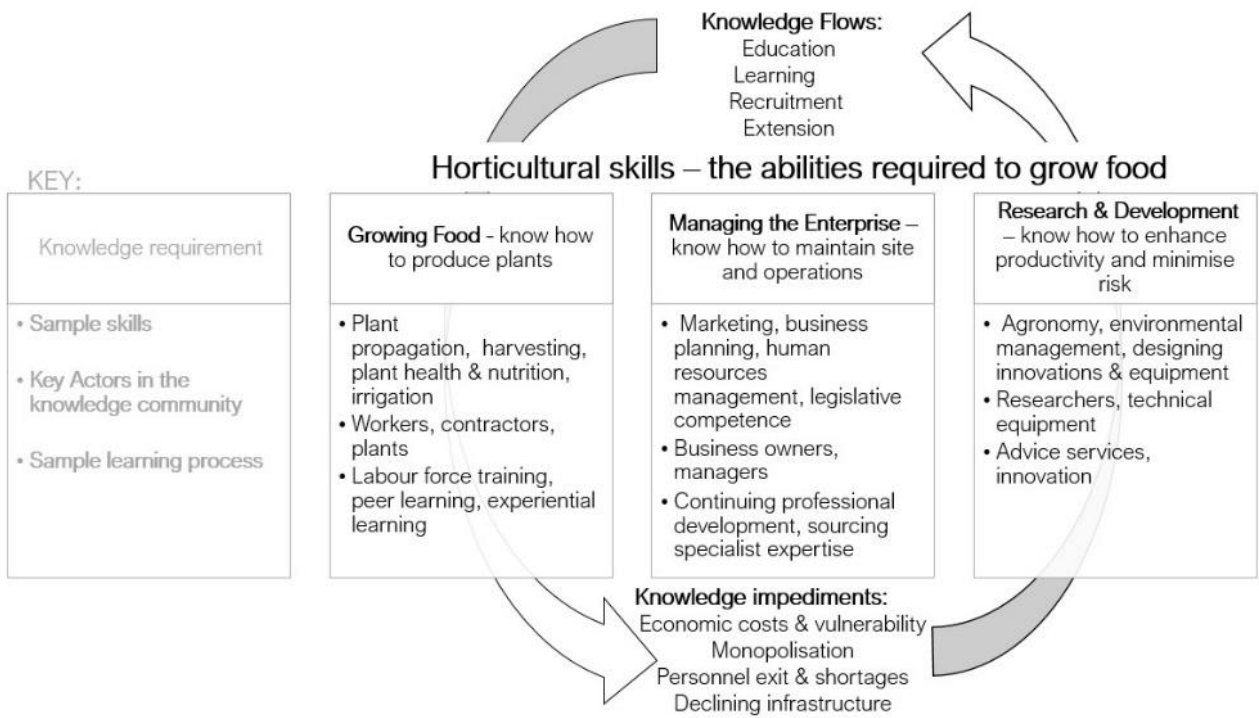 Knowledge Flows:
Education
Learning
Recruitment
Extension
Horticultural skills – the abilities required to grow food
KEY:
Knowledge requirement
• Sample skills
• Key Actors in the
knowledge community
• Sample learning process
Growing Food - know how
to produce plants
• Plant
propagation, harvesting,
plant health & nutrition,
irrigation
• Workers, contractors,
plants
• Labour force training,
peer learning, experiential
learning
Managing the Enterprise –
know how to maintain site
and operations
• Marketing, business
planning, human
resources
management, legislative
competence
• Business owners,
managers
• Continuing professional
development, sourcing
specialist expertise
Research & Development
– know how to enhance
productivity and minimise
risk
• Agronomy, environmental
management, designing
innovations & equipment
• Researchers, technical
equipment
• Advice services,
innovation
Knowledge impediments:
Economic costs & vulnerability
Monopolisation
Personnel exit & shortages
Declining infrastructure